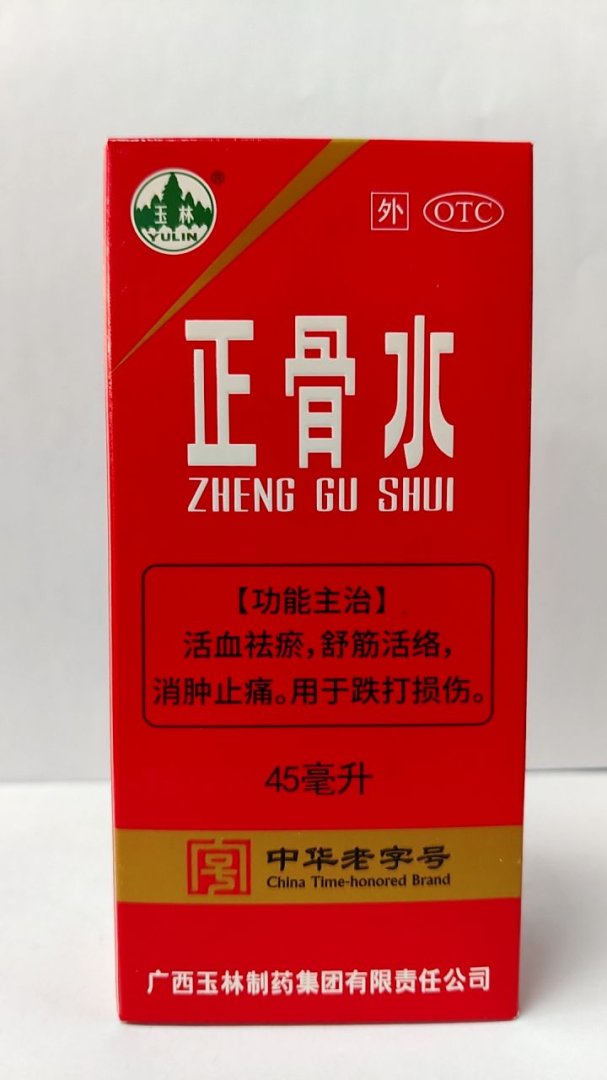 玉林
YULIN
®
外 OTC
正骨水
ZHENG GU SHUI
【功能主治】
活血祛瘀，舒筋活络，
消肿止痛。用于跌打损伤。
45毫升
中华老字号
China Time-honored Brand
广西玉林制药集团有限责任公司